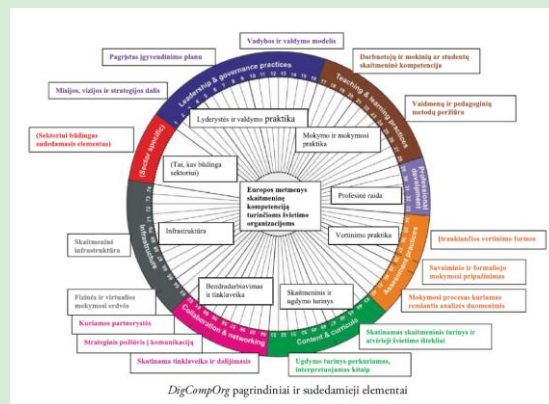 Vadybos ir valdymo modelis
Pagrįstas įgyvendinimo planu
Darbuotojų ir mokinių ar studentų
skaitmeninė kompetencija
Misijos, vizijos ir strategijos dalis
Vaidmenų ir pedagoginių
metodų peržiūra
Leadership & governance practices
Teaching & learning practices
Lyderystės ir valdymo praktika
Mokymo ir mokymosi
praktika
(Sektoriui būdingas
sudedamasis elementas)
(Sector specific)
(Tai, kas būdinga
sektoriui)
Professional
development
Europos metmenys
skaitmeninę
kompetenciją
turinčioms švietimo
organizacijoms
Profesinė raida
Infrastruktūra
Vertinimo praktika
Infrastructure
Assessment practices
Įtraukiančios vertinimo formos
Skaitmeninė
infrastruktūra
Savaiminio ir formaliojo
mokymosi pripažinimas
Bendradarbiavimas
ir tinklaveika
Skaitmeninis ir
ugdymo turinys
Fizinės ir virtualios
mokymosi erdvės
Mokymosi procesas kuriamas
remiantis analizės duomenimis
Kuriamos partnerystės
Collaboration & networking
Content & curricula
Strateginis požiūris į komunikaciją
Skatinamas skaitmeninis turinys ir
atvirieji švietimo ištekliai
Skatinama tinklaveika ir dalijimasis
Ugdymo turinys perkuriamas,
interpretuojamas kitaip
DigCompOrg pagrindiniai ir sudedamieji elementai